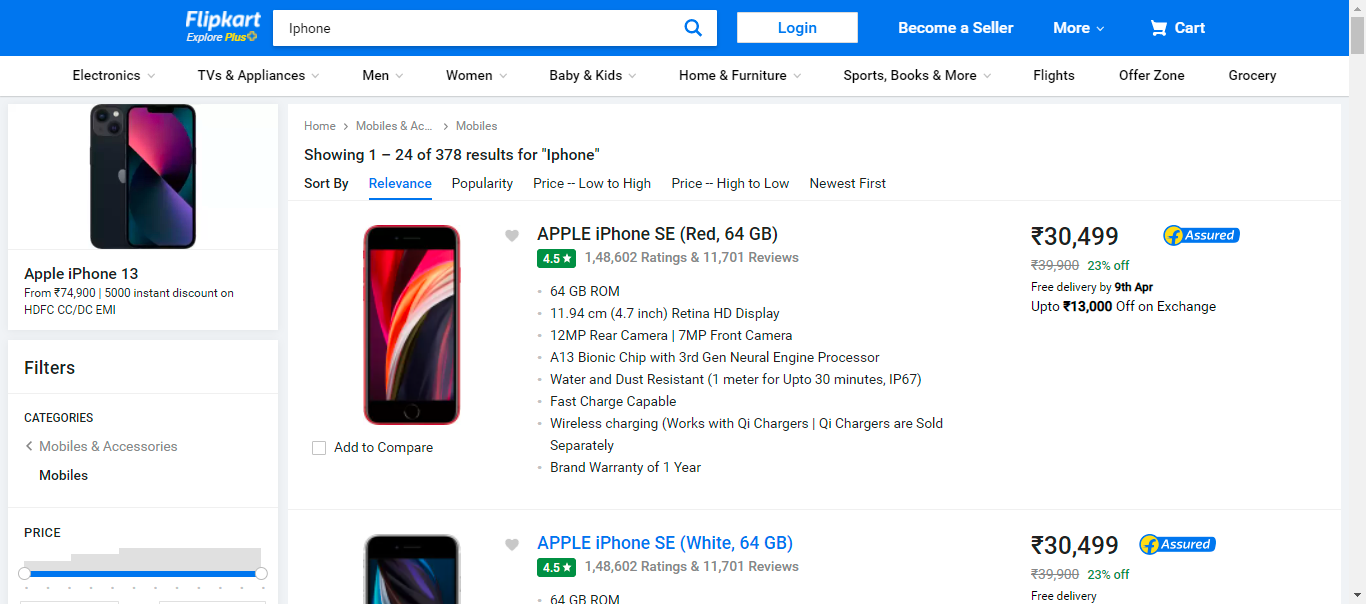 Flipkart
Explore Plus
Iphone
Login
Become a Seller
More
Cart
Electronics
TVs & Appliances
Men
Women
Baby & Kids
Home & Furniture
Sports, Books & More
Flights
Offer Zone
Grocery
Apple iPhone 13
From ₹74,900 | 5000 instant discount on
HDFC CC/DC EMI
Filters
CATEGORIES
Mobiles & Accessories
Mobiles
PRICE
Home
Mobiles & Ac...
Mobiles
Showing 1 – 24 of 378 results for "Iphone"
Sort By
Relevance
Popularity
Price -- Low to High
Price -- High to Low
Newest First
APPLE iPhone SE (Red, 64 GB)
4.5★ 1,48,602 Ratings & 11,701 Reviews
64 GB ROM
11.94 cm (4.7 inch) Retina HD Display
12MP Rear Camera | 7MP Front Camera
A13 Bionic Chip with 3rd Gen Neural Engine Processor
Water and Dust Resistant (1 meter for Upto 30 minutes, IP67)
Fast Charge Capable
Wireless charging (Works with Qi Chargers | Qi Chargers are Sold
Separately
Brand Warranty of 1 Year
Add to Compare
₹30,499
Assured
₹39,900 23% off
Free delivery by 9th Apr
Upto ₹13,000 Off on Exchange
APPLE iPhone SE (White, 64 GB)
4.5★ 1,48,602 Ratings & 11,701 Reviews
64 GB ROM
₹30,499
Assured
₹39,900 23% off
Free delivery